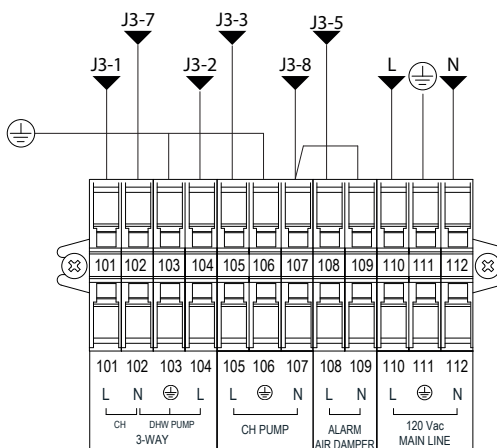 J3-7 J3-3 J3-5
J3-1 J3-2 J3-8 L N
101 102 103 104 105 106 107 108 109 110 111 112
101 102 103 104 105 106 107 108 109 110 111 112
L N L L N L N L N
CH DHW PUMP
3-WAY
CH PUMP
ALARM
AIR DAMPER
120 Vac
MAIN LINE